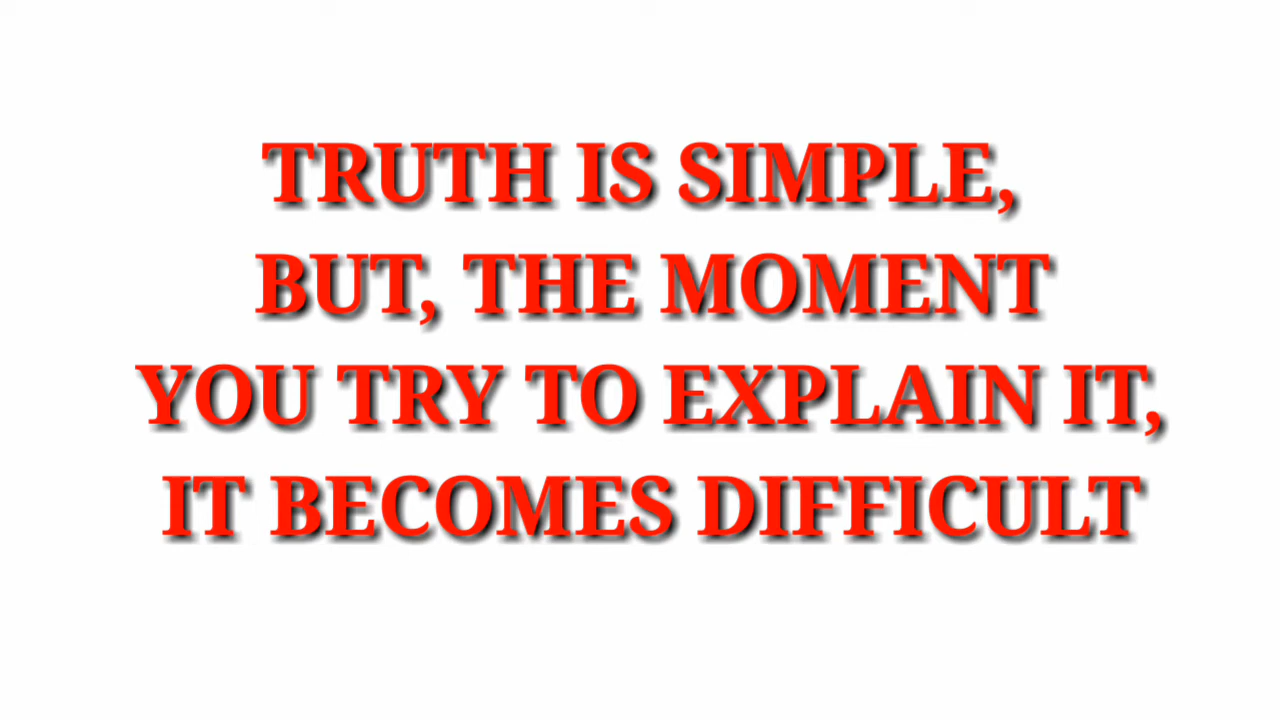 TRUTH IS SIMPLE,
BUT, THE MOMENT
YOU TRY TO EXPLAIN IT,
IT BECOMES DIFFICULT